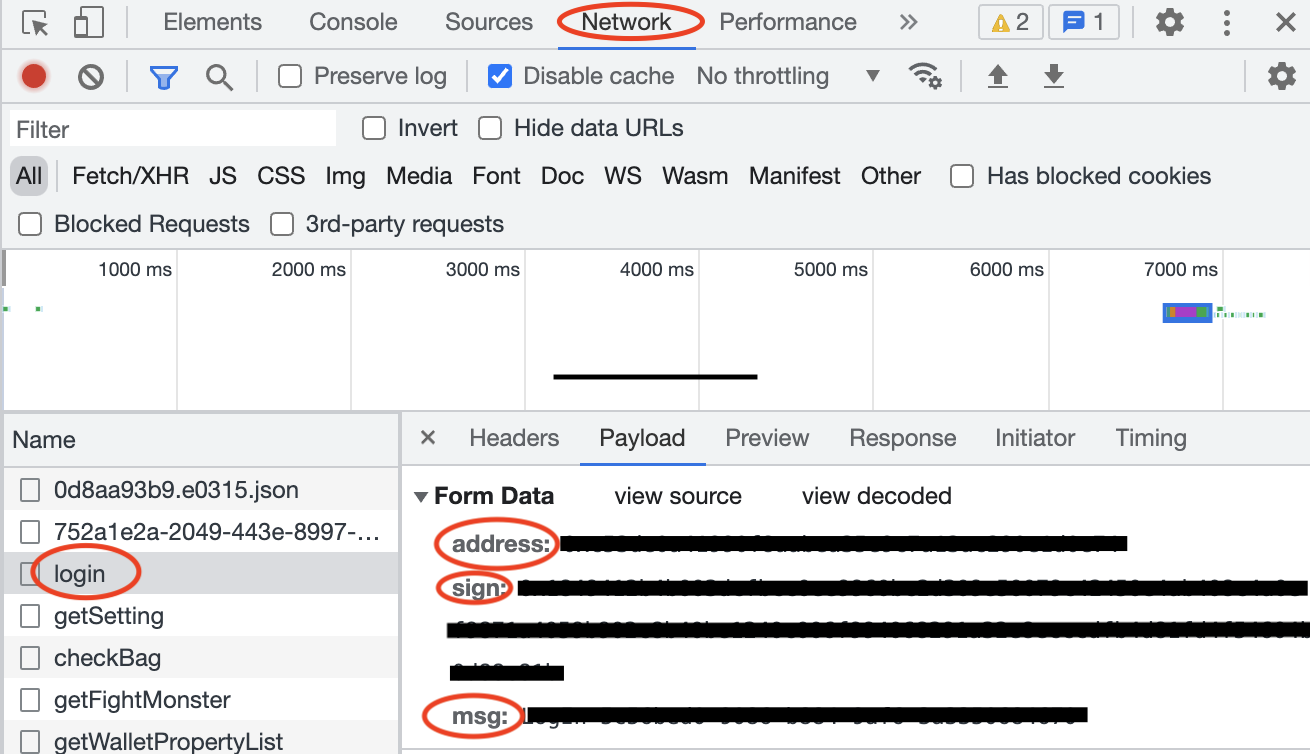 Elements Console Sources Network Performance » 2 1
Preserve log Disable cache No throttling
Filter Invert Hide data URLs
All Fetch/XHR JS CSS Img Media Font Doc WS Wasm Manifest Other Has blocked cookies
Blocked Requests 3rd-party requests
1000 ms 2000 ms 3000 ms 4000 ms 5000 ms 6000 ms 7000 ms
Name
0d8aa93b9.e0315.json
752a1e2a-2049-443e-8997-...
login
getSetting
checkBag
getFightMonster
getWalletPropertyList
Headers Payload Preview Response Initiator Timing
Form Data view source view decoded
address:
sign:
msg: